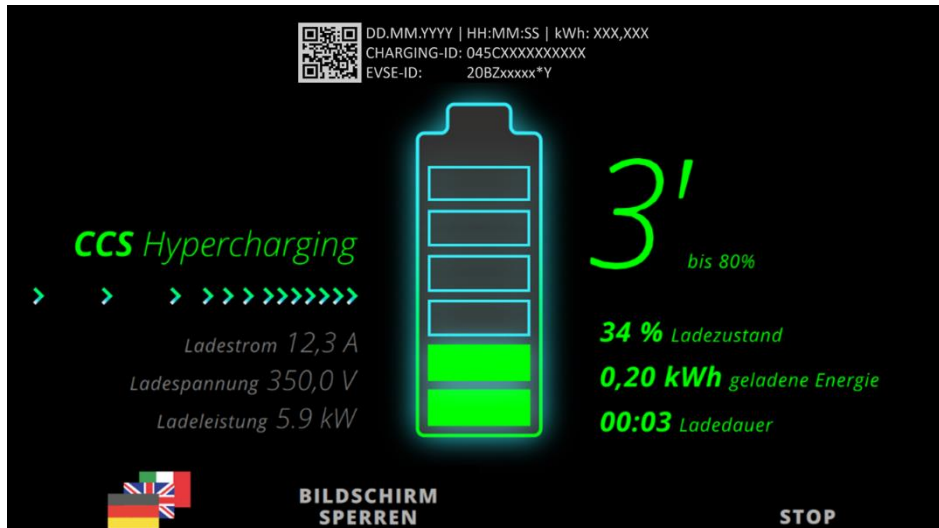 DD.MM.YYYY | HH:MM:SS | kWh: XXX,XXX
CHARGING-ID: 045CXXXXXXXXXX
EVSE-ID: 20BZxxxxx*Y
3'
bis 80%
CCS Hypercharging
Ladestrom 12,3 A
Ladespannung 350,0 V
Ladeleistung 5.9 kW
34 % Ladezustand
0,20 kWh geladene Energie
00:03 Ladedauer
BILDSCHIRM
SPERREN
STOP